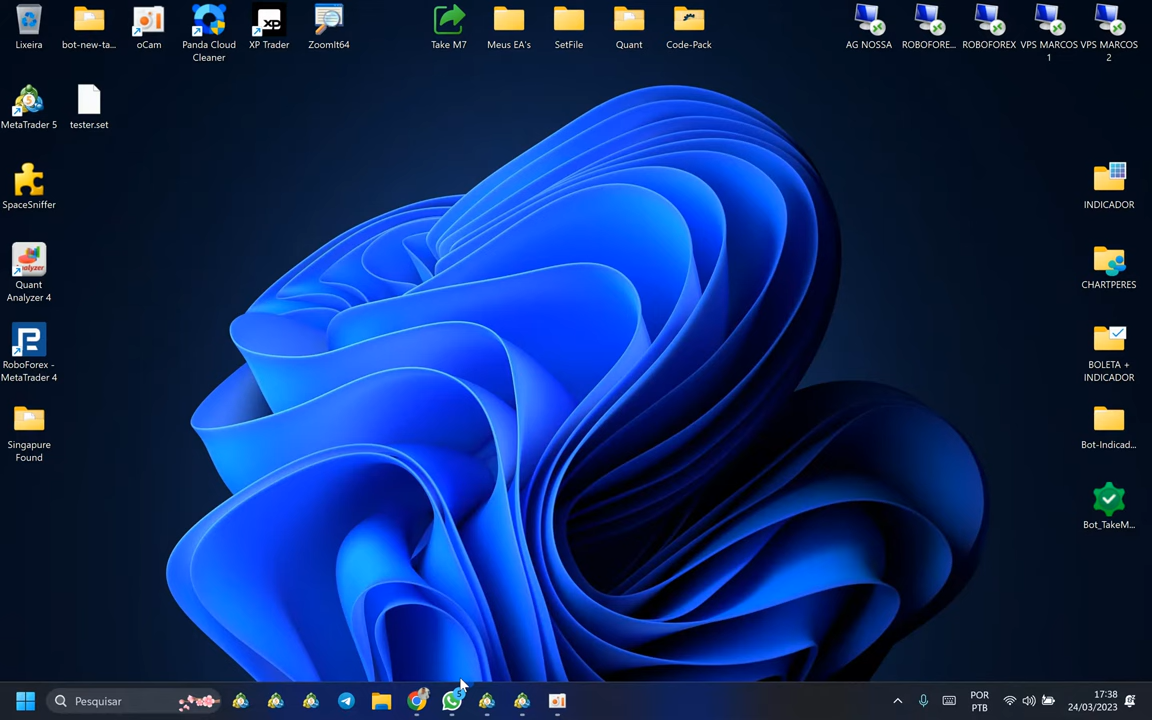 Lixeira
bot-new-ta...
oCam
Panda Cloud
Cleaner
XP Trader
ZoomIt64
Take M7
Meus EA's
SetFile
Quant
Code-Pack
AG NOSSA
ROBOFORE...
ROBOFOREX
VPS MARCOS
1
VPS MARCOS
2
MetaTrader 5
tester.set
SpaceSniffer
INDICADOR
Quant
Analyzer 4
CHARTPERES
RoboForex -
MetaTrader 4
BOLETA +
INDICADOR
Singapure
Found
Bot-Indicad...
Bot_TakeM...
Pesquisar
POR
PTB
17:38
24/03/2023